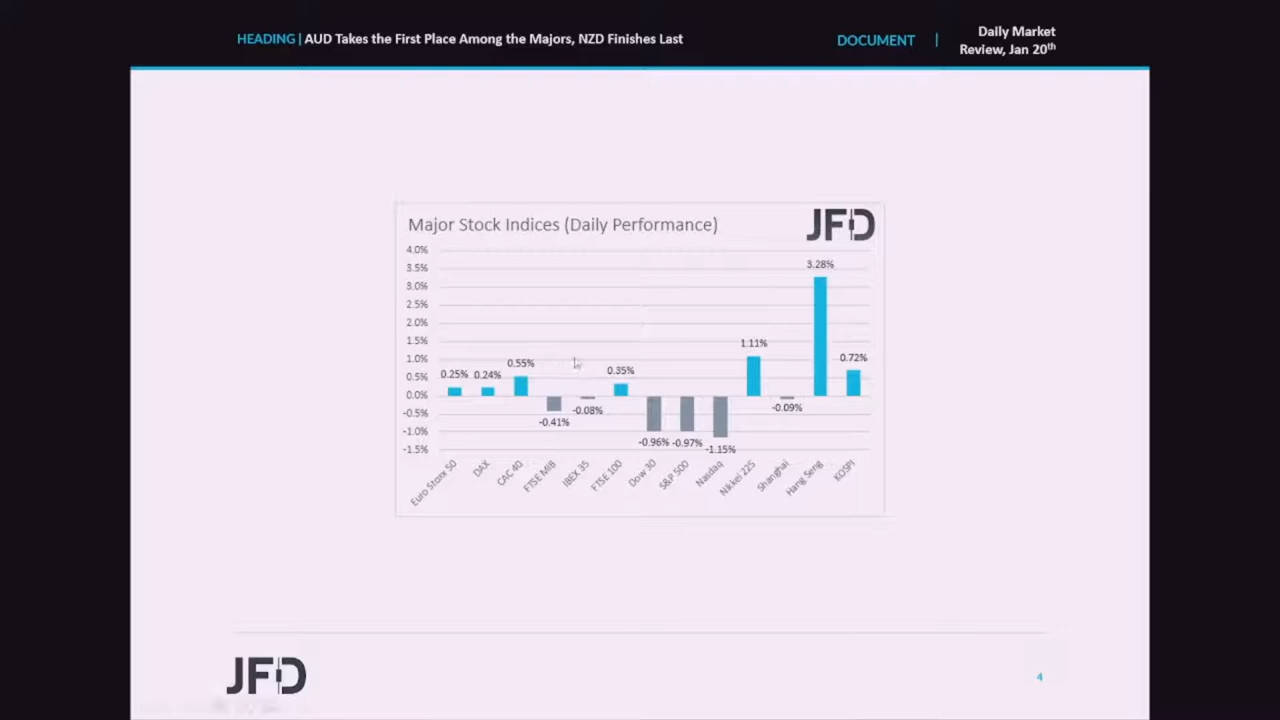 HEADING | AUD Takes the First Place Among the Majors, NZD Finishes Last
DOCUMENT |
Daily Market
Review, Jan 20th
Major Stock Indices (Daily Performance)
JFD
4.0%
3.5%
3.0%
2.5%
2.0%
1.5%
1.0%
0.5%
0.0%
-0.5%
-1.0%
-1.5%
0.25%
0.24%
0.55%
-0.41%
-0.08%
0.35%
-0.96%
-0.97%
-1.15%
1.11%
-0.09%
3.28%
0.72%
Euro Stoxx 50
DAX
CAC 40
FTSE MIB
IBEX 35
FTSE 100
Dow 30
S&P 500
Nasdaq
Nikkei 225
Shanghai
Hang Seng
KOSPI
JFD
4